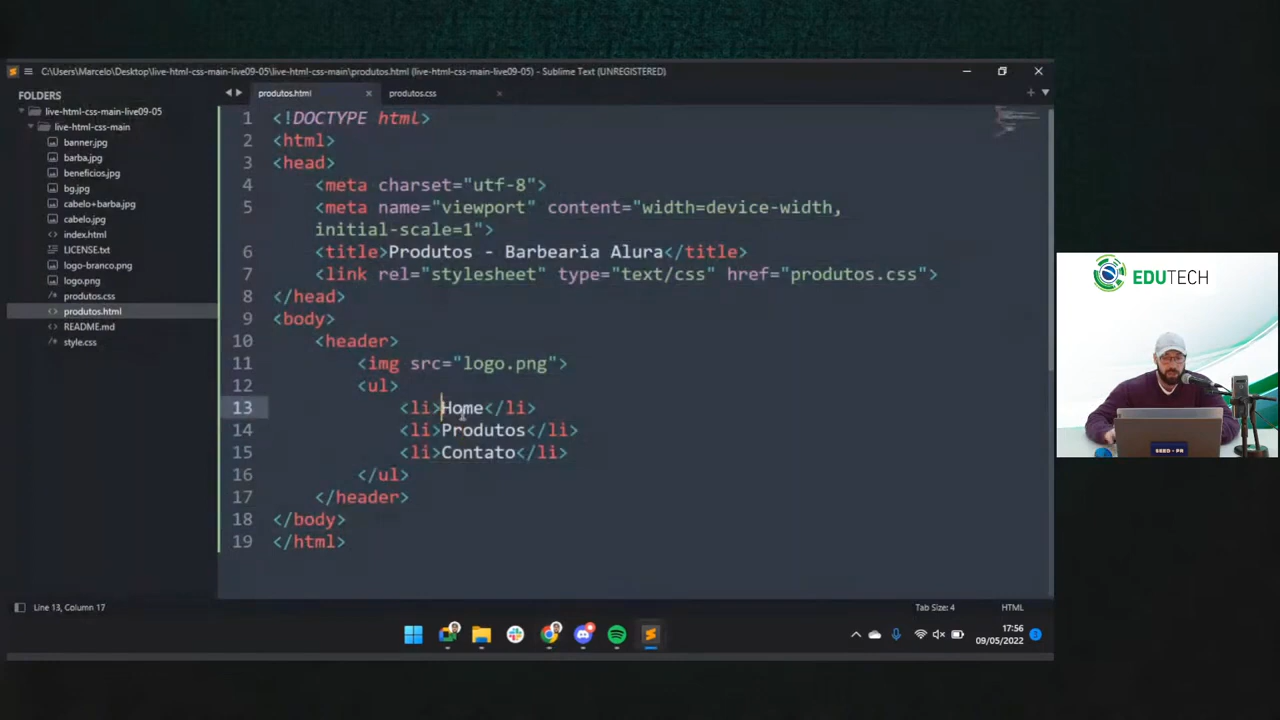 C:\Users\Marcelo\Desktop\live-html-css-main-live09-05\live-html-css-main\produtos.html (live-html-css-main-live09-05) - Sublime Text (UNREGISTERED)
FOLDERS
live-html-css-main-live09-05
live-html-css-main
banner.jpg
barba.jpg
beneficios.jpg
bg.jpg
cabelo+barba.jpg
cabelo.jpg
index.html
LICENSE.txt
logo-branco.png
logo.png
produtos.css
produtos.html
README.md
style.css
produtos.html
produtos.css
1 <!DOCTYPE html>
2 <html>
3 <head>
4 <meta charset="utf-8">
5 <meta name="viewport" content="width=device-width,
initial-scale=1">
6 <title>Produtos - Barbearia Alura</title>
7 <link rel="stylesheet" type="text/css" href="produtos.css">
8 </head>
9 <body>
10 <header>
11 <img src="logo.png">
12 <ul>
13 <li>Home</li>
14 <li>Produtos</li>
15 <li>Contato</li>
16 </ul>
17 </header>
18 </body>
19 </html>
Line 13, Column 17
Tab Size: 4
HTML
17:56
09/05/2022
EDUTECH
SEED - PR